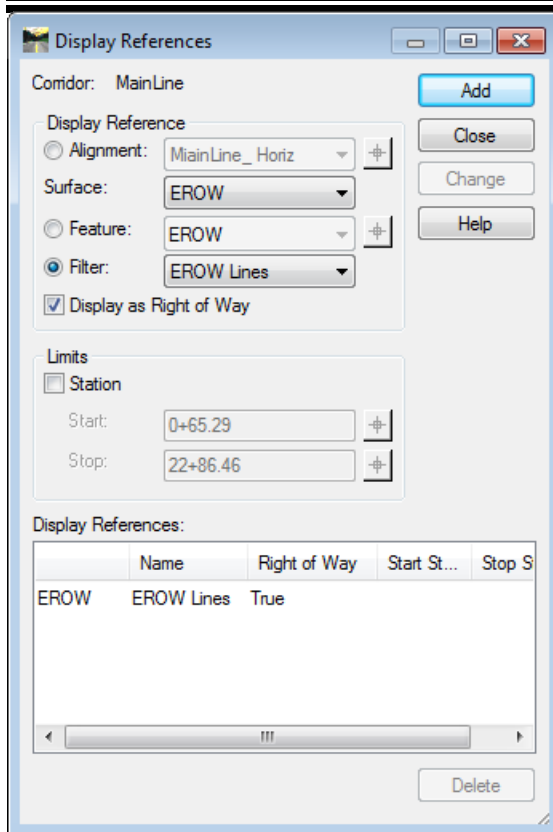 Display References
Corridor: MainLine
Add
Display Reference
Close
Alignment: MiainLine_ Horiz
Change
Surface: EROW
Help
Feature: EROW
Filter: EROW Lines
Display as Right of Way
Limits
Station
Start: 0+65.29
Stop: 22+86.46
Display References:
Name Right of Way Start St... Stop S
EROW EROW Lines True
Delete